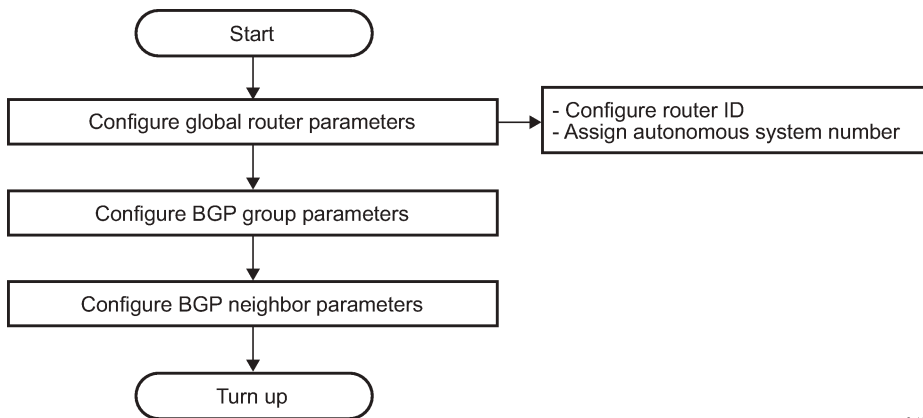 Start
Configure global router parameters
- Configure router ID
- Assign autonomous system number
Configure BGP group parameters
Configure BGP neighbor parameters
Turn up